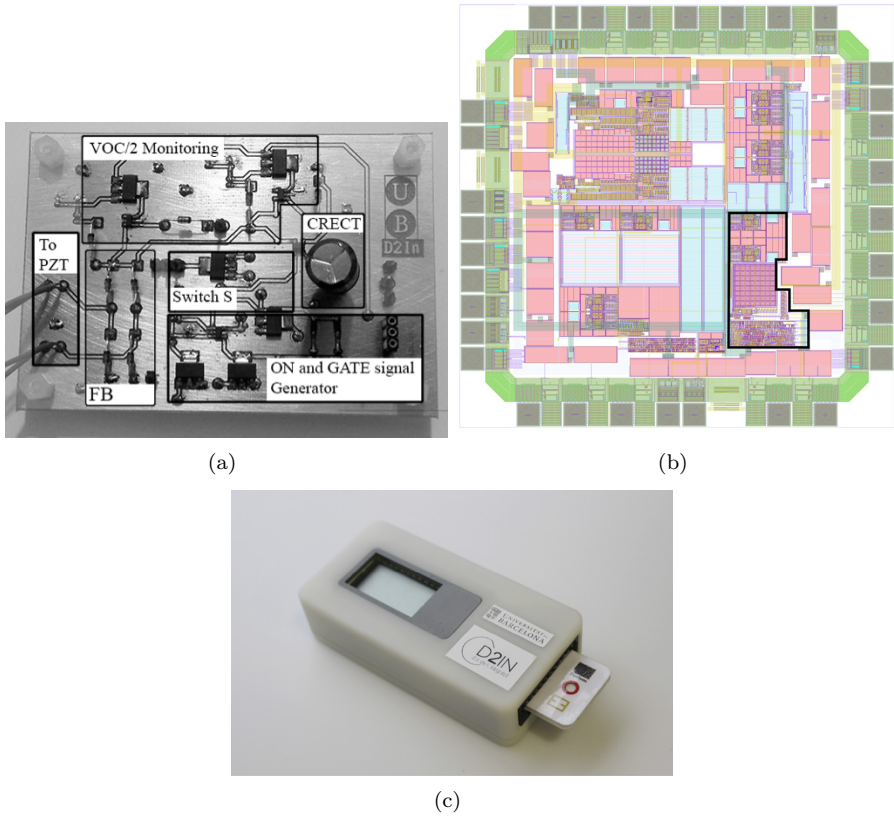 VOC/2 Monitoring
CRECT
U
B
D2In
To
PZT
Switch S
ON and GATE signal
Generator
FB
(a)
(b)
UNIVERSITAT DE
BARCELONA
D2IN
(c)